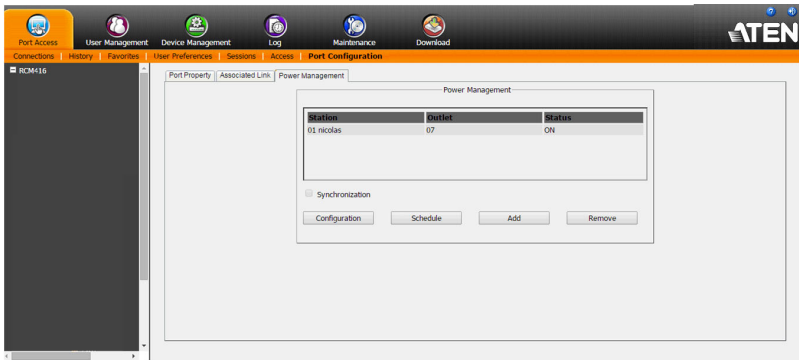 Port Access User Management Device Management Log Maintenance Download
ATEN
Connections History Favorites User Preferences Sessions Access Port Configuration
RCM416
Port Property Associated Link Power Management
Power Management
Station Outlet Status
01 nicolas 07 ON
Synchronization
Configuration Schedule Add Remove